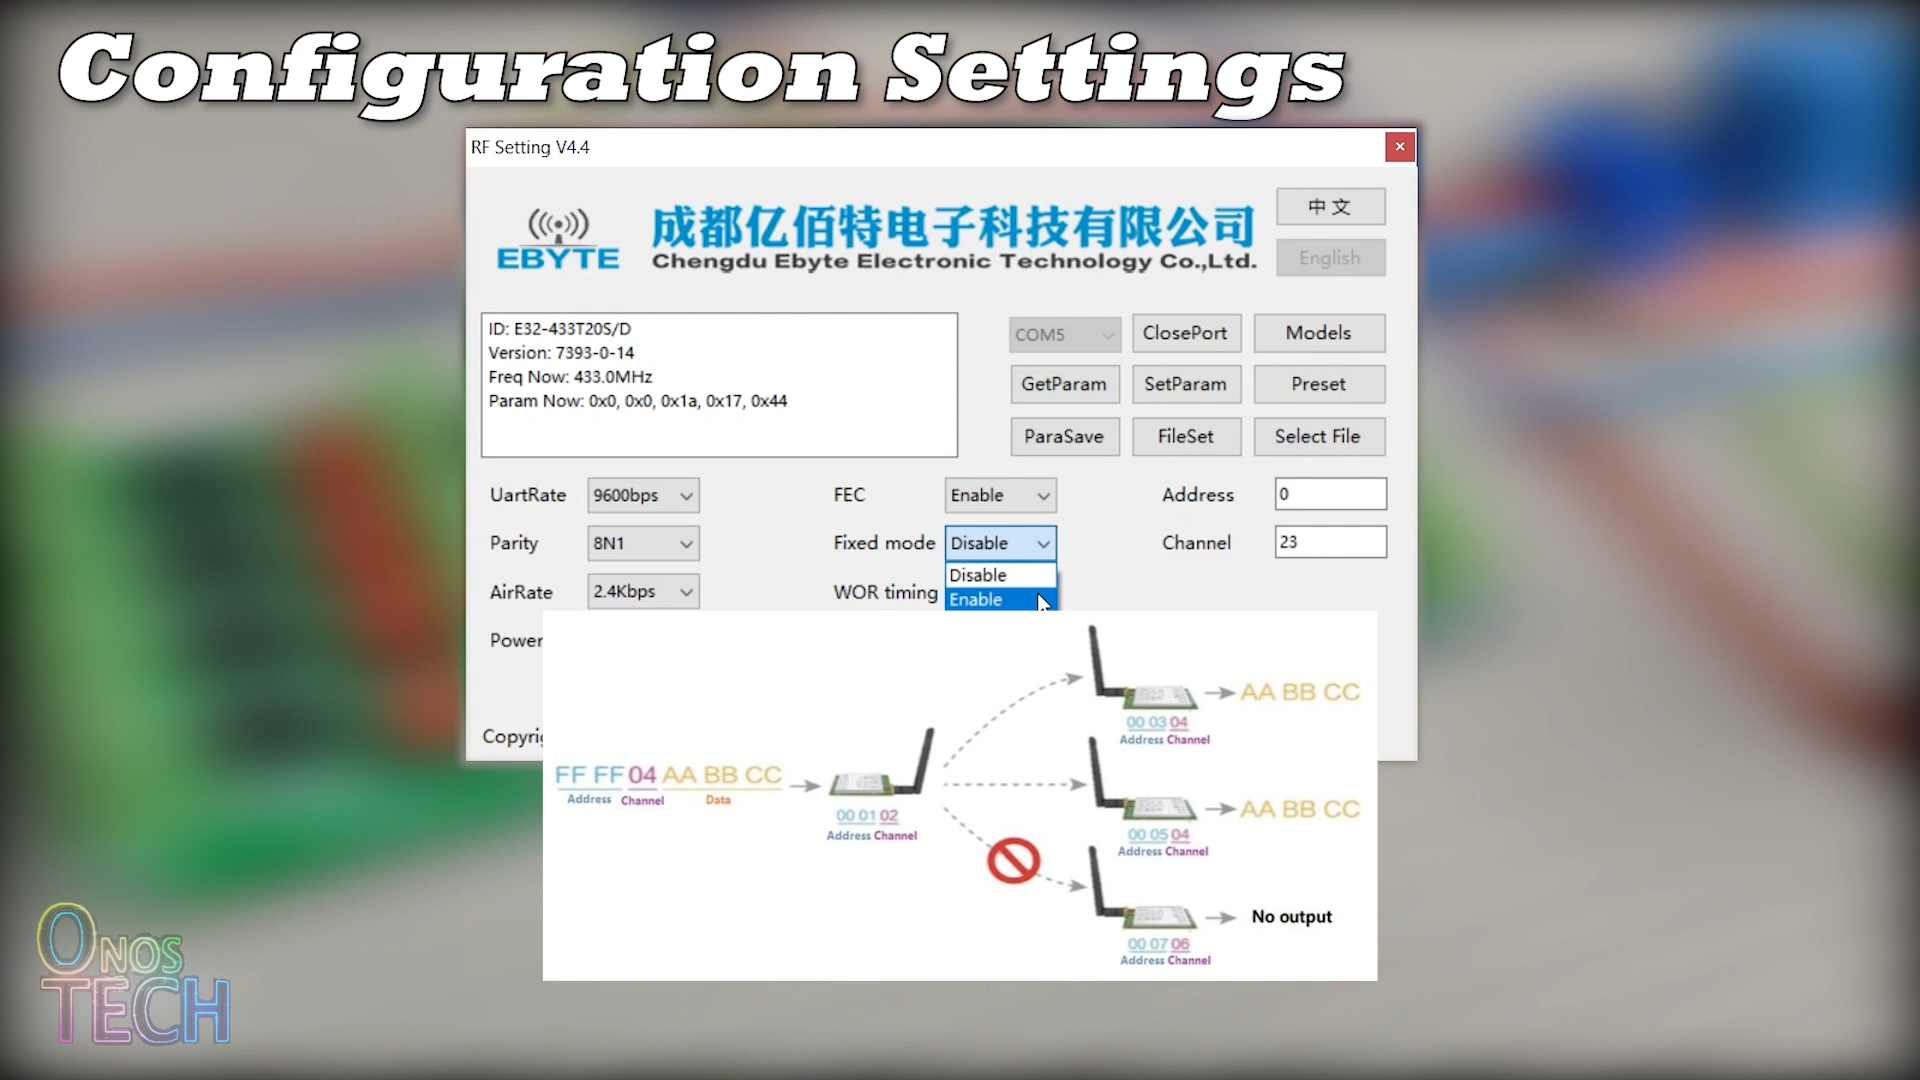 Configuration Settings
RF Setting V4.4
EBYTE
成都亿佰特电子科技有限公司
Chengdu Ebyte Electronic Technology Co.,Ltd.
中文
English
ID: E32-433T20S/D
Version: 7393-0-14
Freq Now: 433.0MHz
Param Now: 0x0, 0x0, 0x1a, 0x17, 0x44
COM5 ClosePort Models
GetParam SetParam Preset
ParaSave FileSet Select File
UartRate 9600bps FEC Enable Address 0
Parity 8N1 Fixed mode Disable Channel 23
Disable
AirRate 2.4Kbps WOR timing Enable
Power
AA BB CC
00 03 04
Address Channel
FF FF 04 AA BB CC
Address Channel Data
00 01 02
Address Channel
AA BB CC
00 05 04
Address Channel
No output
00 07 06
Address Channel
ONOS
TECH